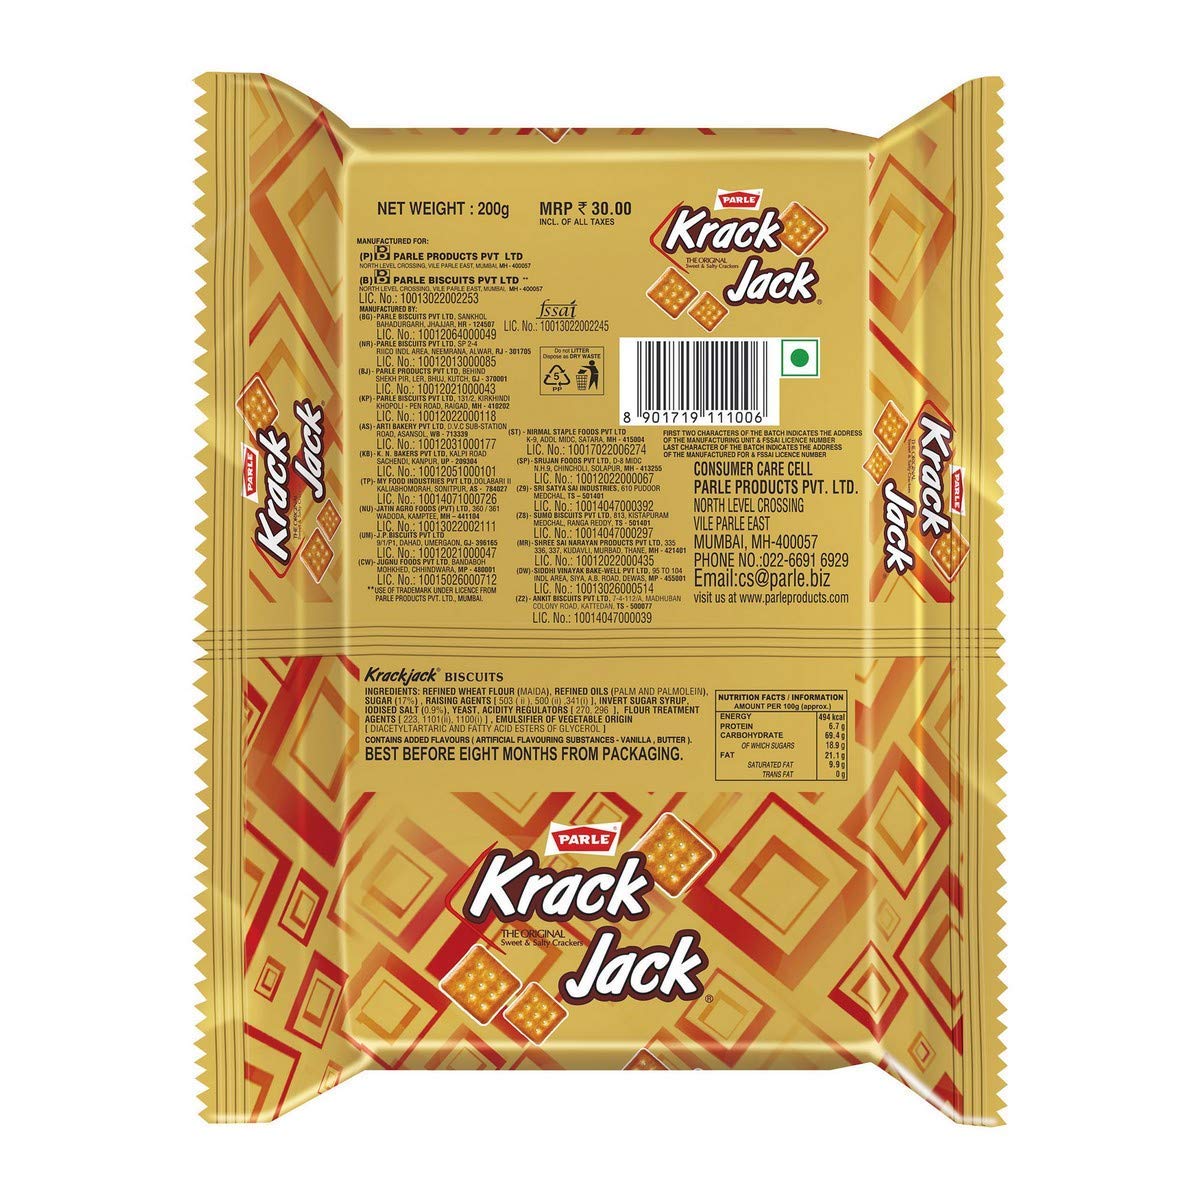 NET WEIGHT : 200g
MRP ₹ 30.00
INCL. OF ALL TAXES
PARLE
Krack
THE ORIGINAL
Sweet & Salty Crackers
Jack®
MANUFACTURED FOR:
(P) B PARLE PRODUCTS PVT LTD
NORTH LEVEL CROSSING, VILE PARLE EAST, MUMBAI, MH - 400057
(B) B PARLE BISCUITS PVT LTD **
NORTH LEVEL CROSSING, VILE PARLE EAST, MUMBAI, MH - 400057
LIC. No.: 10013022002253
MANUFACTURED BY:
(BG)- PARLE BISCUITS PVT LTD, SANKHOL
BAHADURGARH, JHAJJAR, HR - 124507
LIC. No.: 10012064000049
(NR)- PARLE BISCUITS PVT LTD, SP 2-4
RIICO INDL AREA, NEEMRANA, ALWAR, RJ - 301705
LIC. No.: 10012013000085
(BJ)- PARLE PRODUCTS PVT LTD, BEHIND
SHEKH PIR, LER, BHUJ, KUTCH, GJ - 370001
LIC. No.: 10012021000043
(KP)- PARLE BISCUITS PVT LTD, 131/2, KIRKHINDI
KHOPOLI - PEN ROAD, RAIGAD, MH - 410202
LIC. No.: 10012022000118
(AS)- ARTI BAKERY PVT LTD, D.V.C SUB-STATION
ROAD, ASANSOL, WB - 713339
LIC. No.: 10012031000177
(KB)- K. N. BAKERS PVT LTD, KALPI ROAD
SACHENDI, KANPUR, UP - 209304
LIC. No.: 10012051000101
(TP)- MY FOOD INDUSTRIES PVT LTD, DOLABARI II
KALIABHOMORAH, SONITPUR, AS - 784027
LIC. No.: 10014071000726
(NU)- JATIN AGRO FOODS (PVT) LTD, 360 / 361
WADODA, KAMPTEE, MH - 441104
LIC. No.: 10013022002111
(UM)- J.P.BISCUITS PVT LTD
9/1/P1, DAHAD, UMERGAON, GJ- 396165
LIC. No.: 10012021000047
(CW)- JUGNU FOODS PVT LTD, BANDABOH
MOHKHED, CHHINDWARA, MP - 480001
LIC. No.: 10015026000712
**USE OF TRADEMARK UNDER LICENCE FROM
PARLE PRODUCTS PVT. LTD., MUMBAI.
fssai
LIC. No.: 10013022002245
Do not LITTER
Dispose as DRY WASTE
5
PP
8 901719 111006
(ST) - NIRMAL STAPLE FOODS PVT LTD
K-9, ADDL MIDC, SATARA, MH - 415004
LIC. No.: 10017022006274
(SP)- SRUJAN FOODS PVT LTD, D-8 MIDC
N.H.9, CHINCHOLI, SOLAPUR, MH - 413255
LIC. No.: 10012022000067
(Z9)- SRI SATYA SAI INDUSTRIES, 610 PUDOOR
MEDCHAL, TS – 501401
LIC. No.: 10014047000392
(Z8)- SUMO BISCUITS PVT LTD, 813, KISTAPURAM
MEDCHAL, RANGA REDDY, TS - 501401
LIC. No.: 10014047000297
(MR)- SHREE SAI NARAYAN PRODUCTS PVT LTD, 335
336, 337, KUDAVLI, MURBAD, THANE, MH - 421401
LIC. No.: 10012022000435
(DW)- SIDDHI VINAYAK BAKE-WELL PVT LTD, 95 TO 104
INDL AREA, SIYA, A.B. ROAD, DEWAS, MP - 455001
LIC. No.: 10013026000514
(Z2)- ANKIT BISCUITS PVT LTD, 7-4-112/A, MADHUBAN
COLONY ROAD, KATTEDAN, TS - 500077
LIC. No.: 10014047000039
FIRST TWO CHARACTERS OF THE BATCH INDICATES THE ADDRESS
OF THE MANUFACTURING UNIT & FSSAI LICENCE NUMBER
LAST CHARACTER OF THE BATCH INDICATES THE ADDRESS
OF THE MANUFACTURED FOR & FSSAI LICENCE NUMBER
CONSUMER CARE CELL
PARLE PRODUCTS PVT. LTD.
NORTH LEVEL CROSSING
VILE PARLE EAST
MUMBAI, MH-400057
PHONE NO.:022-6691 6929
Email:cs@parle.biz
visit us at www.parleproducts.com
PARLE
Krack
Jack®
PARLE
Krack
Jack®
Krackjack® BISCUITS
INGREDIENTS: REFINED WHEAT FLOUR (MAIDA), REFINED OILS (PALM AND PALMOLEIN),
SUGAR (17%) , RAISING AGENTS [ 503 ( ii ), 500 (ii) ,341(i) ], INVERT SUGAR SYRUP,
IODISED SALT (0.9%), YEAST, ACIDITY REGULATORS [ 270, 296 ], FLOUR TREATMENT
AGENTS [ 223, 1101(ii), 1100(i) ] , EMULSIFIER OF VEGETABLE ORIGIN
[ DIACETYLTARTARIC AND FATTY ACID ESTERS OF GLYCEROL ]
CONTAINS ADDED FLAVOURS ( ARTIFICIAL FLAVOURING SUBSTANCES - VANILLA , BUTTER ).
BEST BEFORE EIGHT MONTHS FROM PACKAGING.
NUTRITION FACTS / INFORMATION
AMOUNT PER 100g (approx.)
ENERGY 494 kcal
PROTEIN 6.7 g
CARBOHYDRATE 69.4 g
OF WHICH SUGARS 18.9 g
FAT 21.1 g
SATURATED FAT 9.9 g
TRANS FAT 0 g
PARLE
Krack
THE ORIGINAL
Sweet & Salty Crackers
Jack®